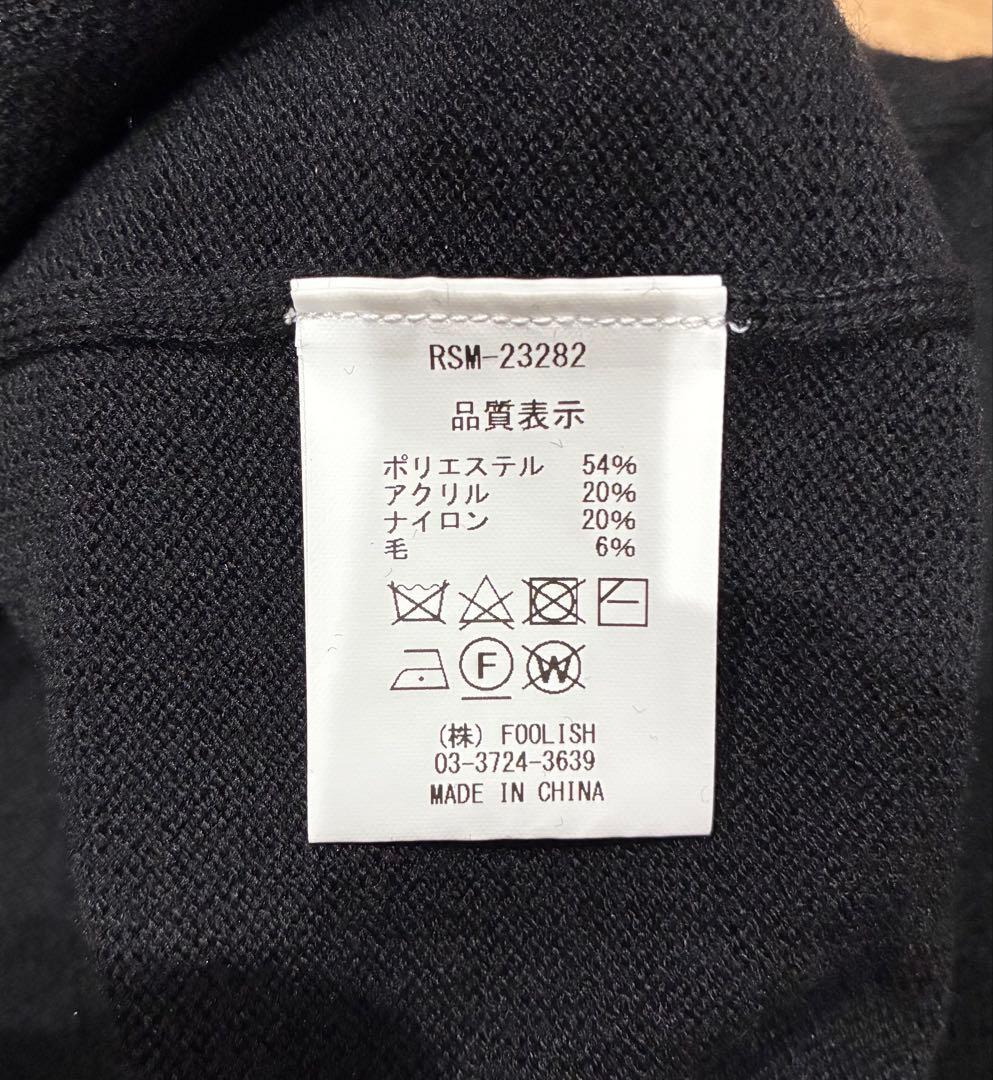 RSM-23282
品質表示
ポリエステル 54%
アクリル 20%
ナイロン 20%
毛 6%
F W
(株) FOOLISH
03-3724-3639
MADE IN CHINA